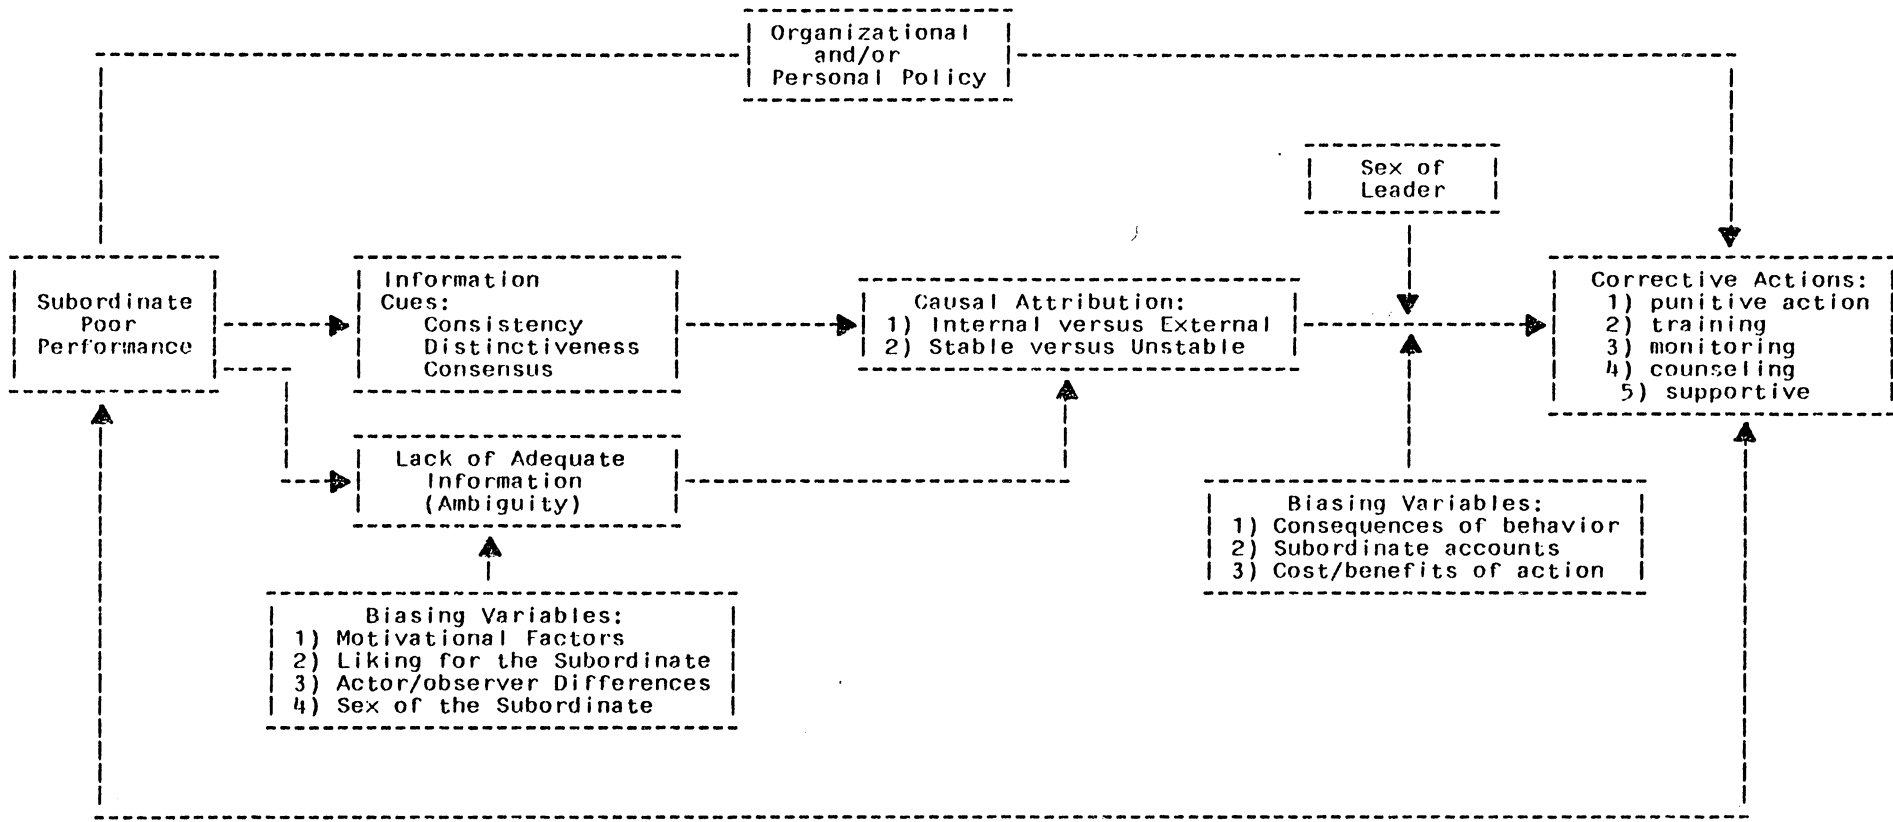 Organizational
and/or
Personal Policy
Sex of
Leader
Subordinate
Poor
Performance
Information
Cues:
Consistency
Distinctiveness
Consensus
Causal Attribution:
1) Internal versus External
2) Stable versus Unstable
Corrective Actions:
1) punitive action
2) training
3) monitoring
4) counseling
5) supportive
Lack of Adequate
Information
(Ambiguity)
Biasing Variables:
1) Consequences of behavior
2) Subordinate accounts
3) Cost/benefits of action
Biasing Variables:
1) Motivational Factors
2) Liking for the Subordinate
3) Actor/observer Differences
4) Sex of the Subordinate